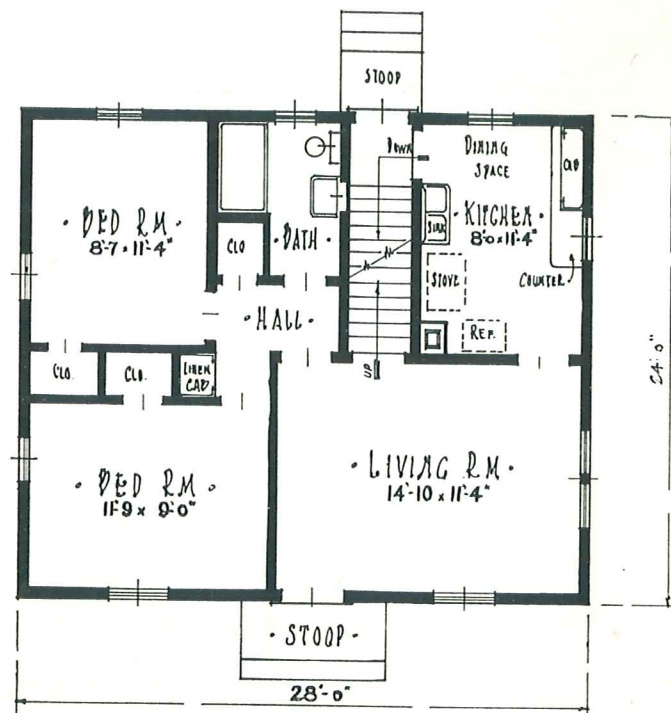 STOOP
DOWN
DINING
SPACE
CUP
· BED RM ·
8'-7 × 11'-4"
· KITCHEN ·
8'-0 × 11'-4"
SINK
CLO
· BATH
STOVE
COUNTER
· HALL ·
REF.
UP
24'-0"
CLO.
CLO.
LINEN
CAB
· BED RM ·
11'-9 × 9'-0"
· LIVING RM ·
14'-10 × 11'-4"
· STOOP ·
28'-0"